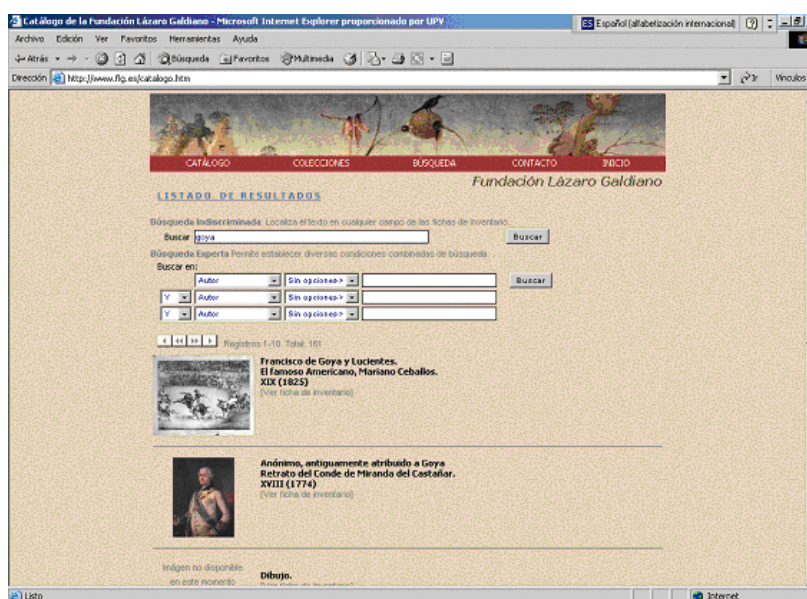 Catálogo de la Fundación Lázaro Galdiano - Microsoft Internet Explorer proporcionado por UPV
ES Español (alfabetización internacional)
Archivo Edición Ver Favoritos Herramientas Ayuda
Atrás Búsqueda Favoritos Multimedia
Dirección http://www.flg.es/catalogo.htm Ir Vínculos
CATÁLOGO COLECCIONES BÚSQUEDA CONTACTO INICIO
Fundación Lázaro Galdiano
LISTADO DE RESULTADOS
Búsqueda Indiscriminada Localiza el texto en cualquier campo de las fichas de inventario.
Buscar goya Buscar
Búsqueda Experta Permite establecer diversas condiciones combinadas de búsqueda.
Buscar en:
Autor Sin opciones> Buscar
Y Autor Sin opciones>
Y Autor Sin opciones>
Registros 1-10. Total: 161
Francisco de Goya y Lucientes.
El famoso Americano, Mariano Ceballos.
XIX (1825)
[Ver ficha de inventario]
Anónimo, antiguamente atribuido a Goya
Retrato del Conde de Miranda del Castañar.
XVIII (1774)
[Ver ficha de inventario]
Imágen no disponible
en este momento
Dibujo.
Listo Internet